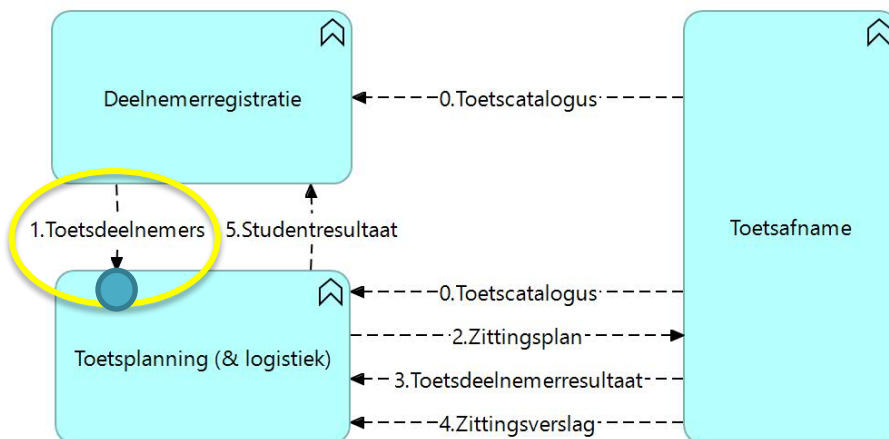 Deelnemerregistratie
0.Toetscatalogus
1.Toetsdeelnemers
5.Studentresultaat
Toetsafname
0.Toetscatalogus
2.Zittingsplan
Toetsplanning (& logistiek)
3.Toetsdeelnemerresultaat
4.Zittingsverslag